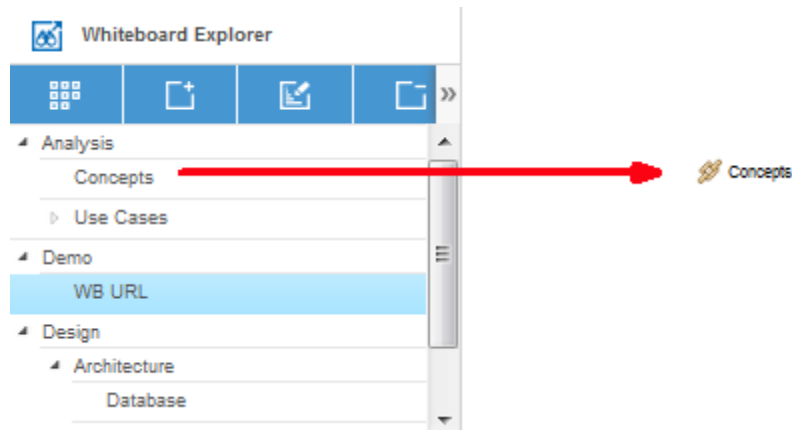 Whiteboard Explorer
Analysis
Concepts
Concepts
Use Cases
Demo
WB URL
Design
Architecture
Database